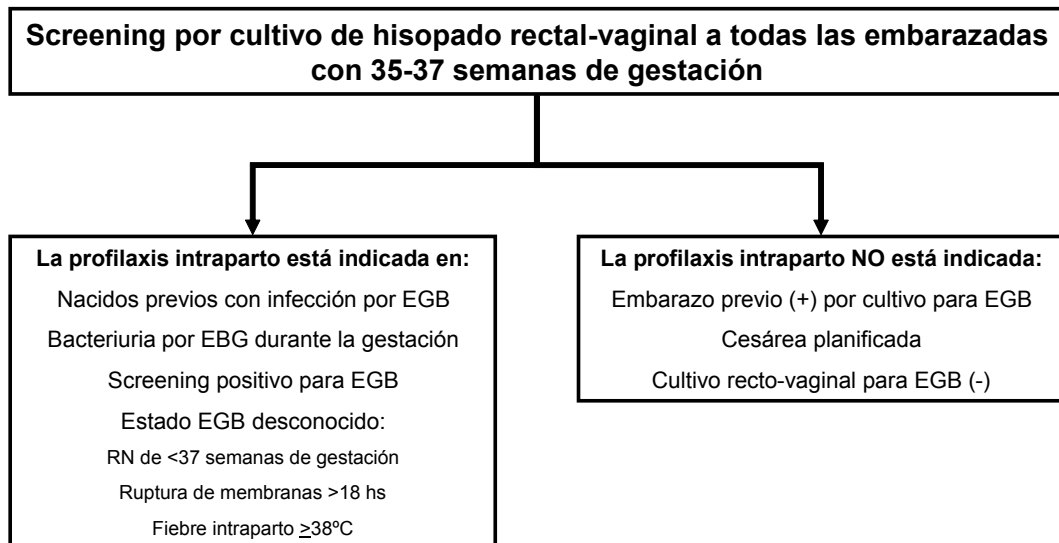 Screening por cultivo de hisopado rectal-vaginal a todas las embarazadas
con 35-37 semanas de gestación
La profilaxis intraparto está indicada en:
Nacidos previos con infección por EGB
Bacteriuria por EBG durante la gestación
Screening positivo para EGB
Estado EGB desconocido:
RN de <37 semanas de gestación
Ruptura de membranas >18 hs
Fiebre intraparto ≥38ºC
La profilaxis intraparto NO está indicada:
Embarazo previo (+) por cultivo para EGB
Cesárea planificada
Cultivo recto-vaginal para EGB (-)